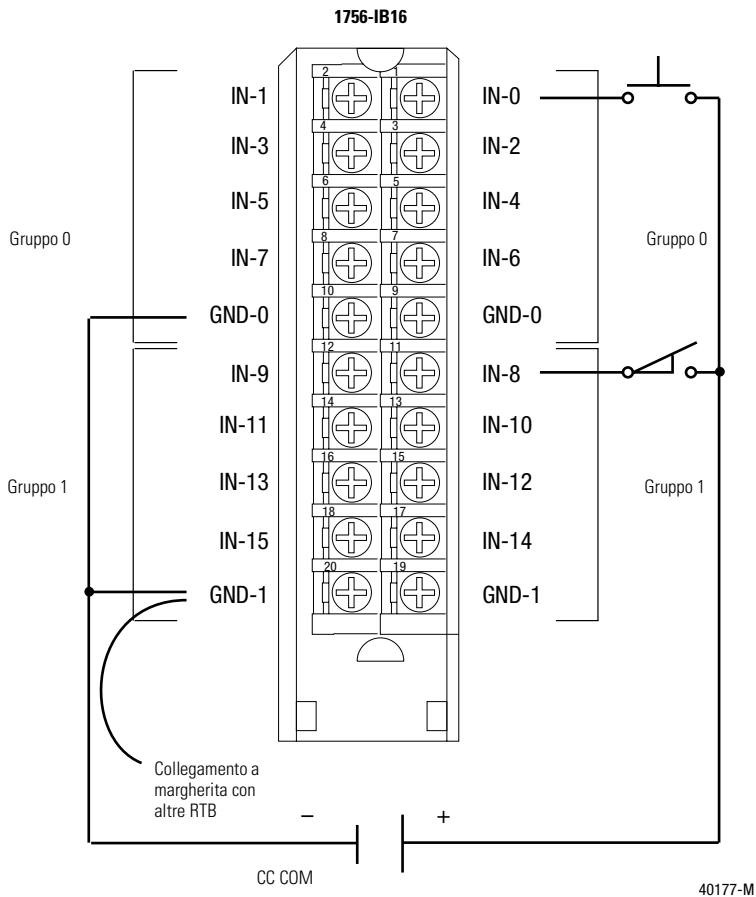 1756-IB16
2 1
IN-1 IN-0
4 3
IN-3 IN-2
6 5
IN-5 IN-4
8 7
Gruppo 0 Gruppo 0
IN-7 IN-6
10 9
GND-0 GND-0
12 11
IN-9 IN-8
14 13
IN-11 IN-10
16 15
Gruppo 1 IN-13 IN-12 Gruppo 1
18 17
IN-15 IN-14
20 19
GND-1 GND-1
Collegamento a
margherita con
altre RTB
– +
CC COM
40177-M